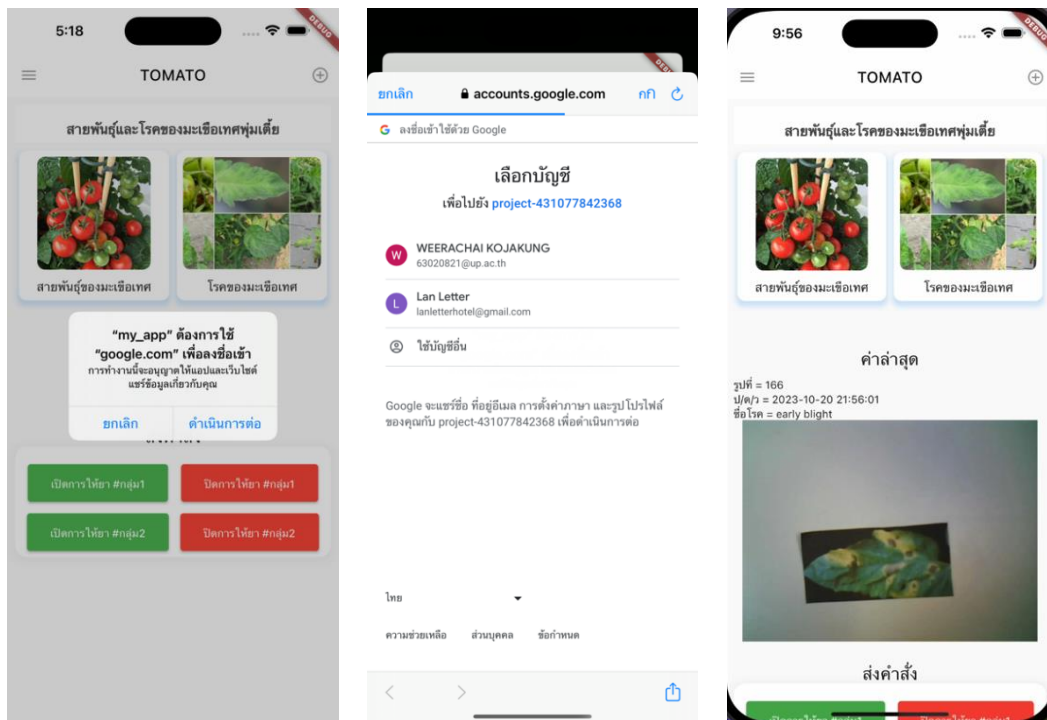 5:18
DEBUG
TOMATO
สายพันธุ์และโรคของมะเขือเทศพุ่มเตี้ย
สายพันธุ์ของมะเขือเทศ
โรคของมะเขือเทศ
“my_app” ต้องการใช้
“google.com” เพื่อลงชื่อเข้า
การทำงานนี้จะอนุญาตให้แอปและเว็บไซต์
แชร์ข้อมูลเกี่ยวกับคุณ
ยกเลิก
ดำเนินการต่อ
เปิดการให้ยา #กลุ่ม1
ปิดการให้ยา #กลุ่ม1
เปิดการให้ยา #กลุ่ม2
ปิดการให้ยา #กลุ่ม2
ยกเลิก
accounts.google.com
กกิ
ลงชื่อเข้าใช้ด้วย Google
เลือกบัญชี
เพื่อไปยัง project-431077842368
W
WEERACHAI KOJAKUNG
63020821@up.ac.th
L
Lan Letter
lanletterhotel@gmail.com
ใช้บัญชีอื่น
Google จะแชร์ชื่อ ที่อยู่อีเมล การตั้งค่าภาษา และรูปโปรไฟล์
ของคุณกับ project-431077842368 เพื่อดำเนินการต่อ
ไทย
ความช่วยเหลือ ส่วนบุคคล ข้อกำหนด
9:56
DEBUG
TOMATO
สายพันธุ์และโรคของมะเขือเทศพุ่มเตี้ย
สายพันธุ์ของมะเขือเทศ
โรคของมะเขือเทศ
ค่าล่าสุด
รูปที่ = 166
ป/ด/ว = 2023-10-20 21:56:01
ชื่อโรค = early blight
ส่งคำสั่ง